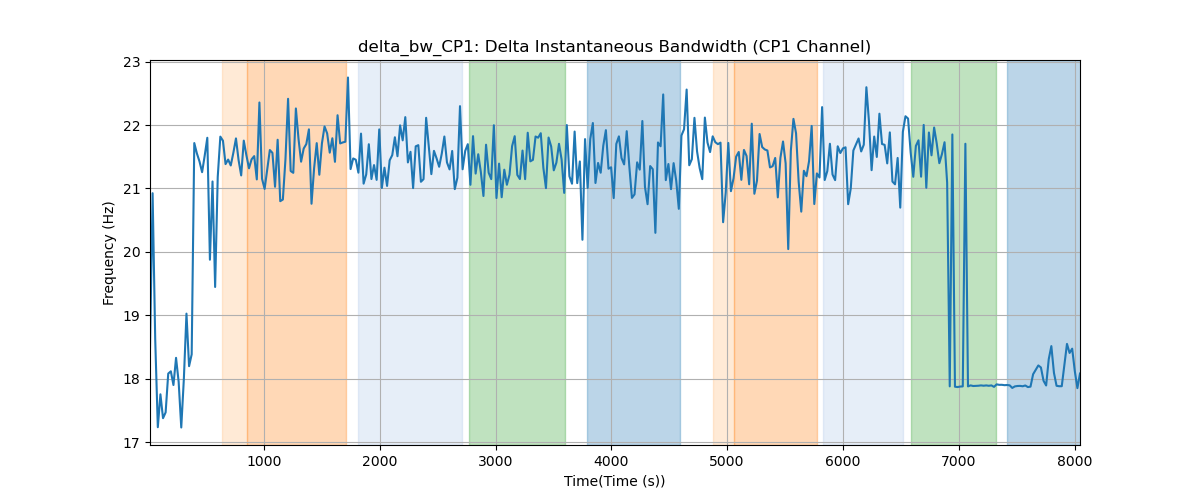 delta_bw_CP1: Delta Instantaneous Bandwidth (CP1 Channel)
Frequency (Hz)
23
22
21
20
19
18
17
1000 2000 3000 4000 5000 6000 7000 8000
Time(Time (s))